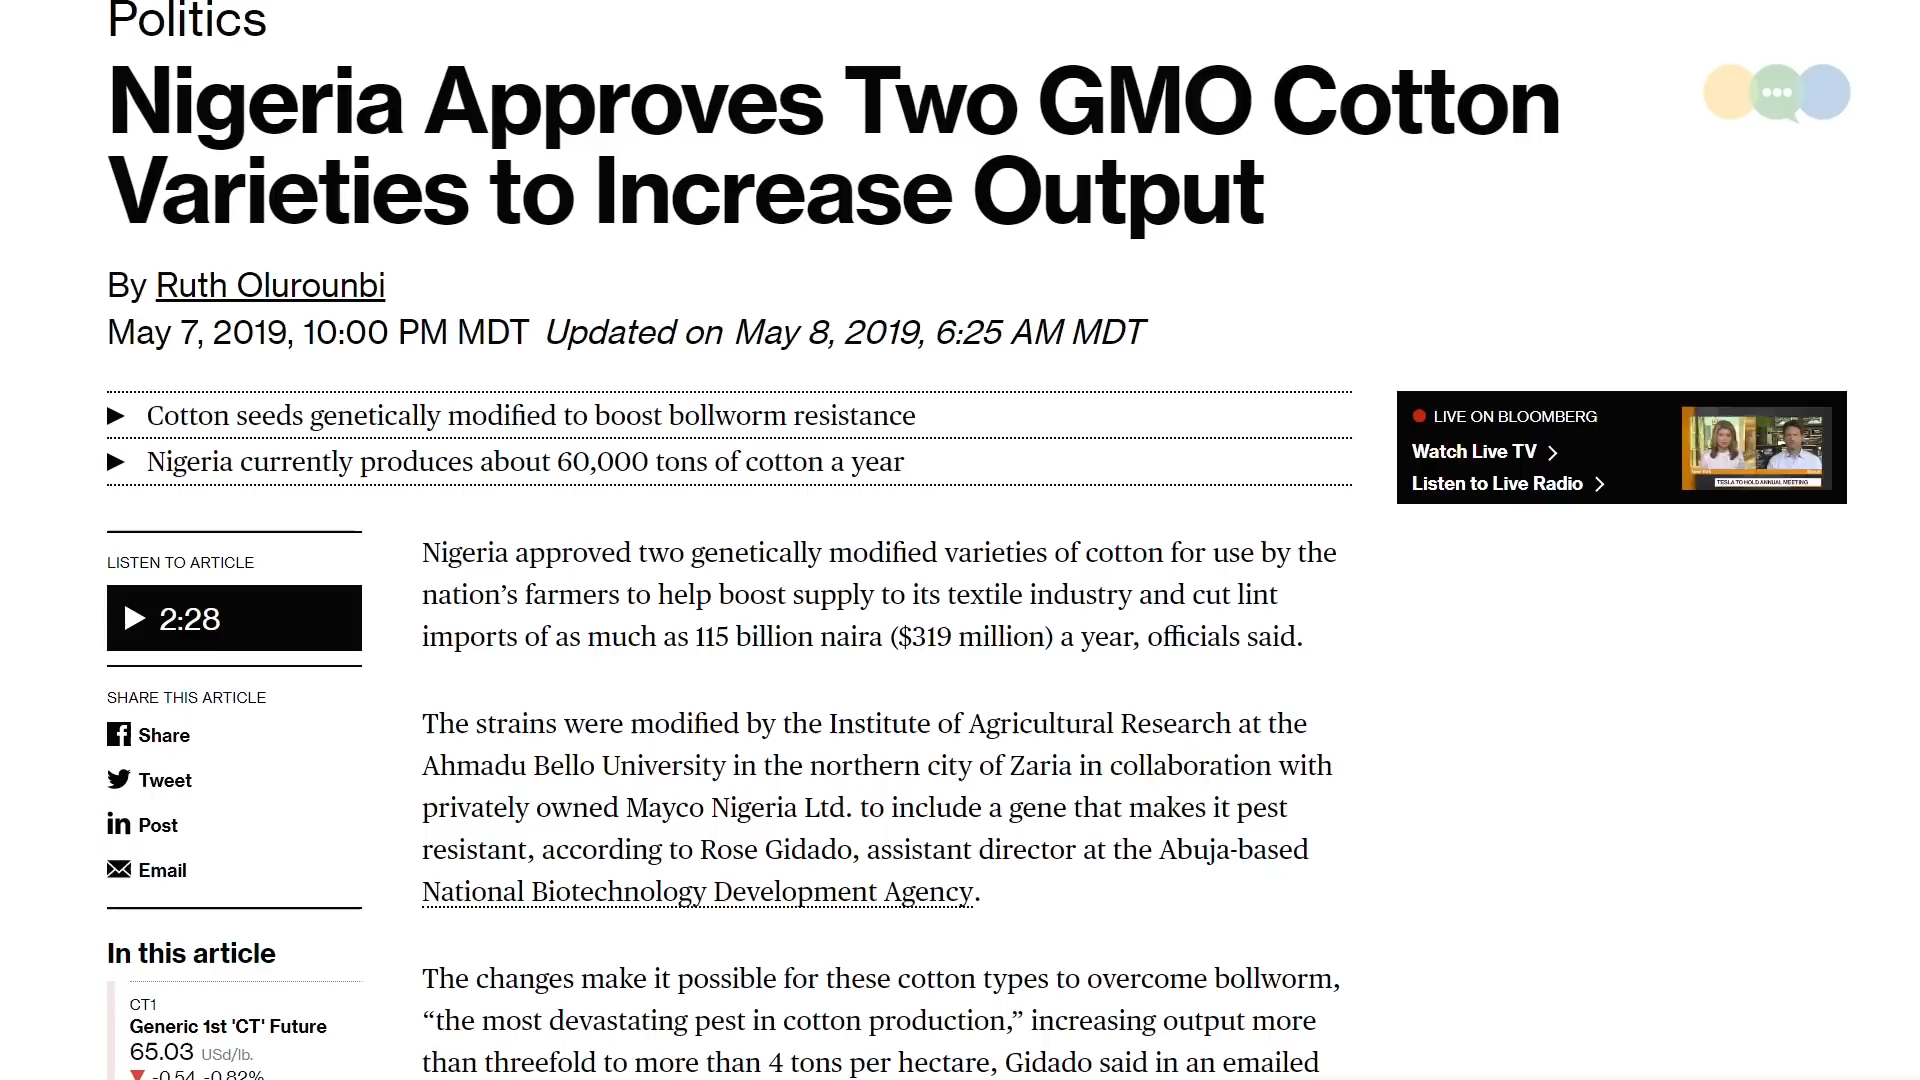 Politics
Nigeria Approves Two GMO Cotton
Varieties to Increase Output
By Ruth Olurounbi
May 7, 2019, 10:00 PM MDT Updated on May 8, 2019, 6:25 AM MDT
Cotton seeds genetically modified to boost bollworm resistance
Nigeria currently produces about 60,000 tons of cotton a year
LIVE ON BLOOMBERG
Watch Live TV
Listen to Live Radio
TESLA TO HOLD ANNUAL MEETING
LISTEN TO ARTICLE
2:28
SHARE THIS ARTICLE
Share
Tweet
Post
Email
In this article
CT1
Generic 1st 'CT' Future
65.03 USd/lb.
-0.54 -0.82%
Nigeria approved two genetically modified varieties of cotton for use by the
nation’s farmers to help boost supply to its textile industry and cut lint
imports of as much as 115 billion naira ($319 million) a year, officials said.
The strains were modified by the Institute of Agricultural Research at the
Ahmadu Bello University in the northern city of Zaria in collaboration with
privately owned Mayco Nigeria Ltd. to include a gene that makes it pest
resistant, according to Rose Gidado, assistant director at the Abuja-based
National Biotechnology Development Agency.
The changes make it possible for these cotton types to overcome bollworm,
“the most devastating pest in cotton production,” increasing output more
than threefold to more than 4 tons per hectare, Gidado said in an emailed